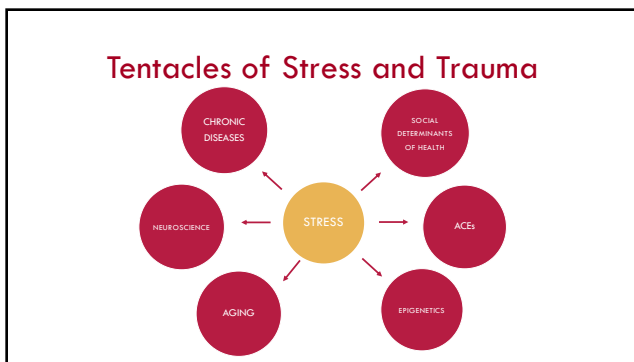 Tentacles of Stress and Trauma
CHRONIC
DISEASES
SOCIAL
DETERMINANTS
OF HEALTH
NEUROSCIENCE
STRESS
ACEs
AGING
EPIGENETICS